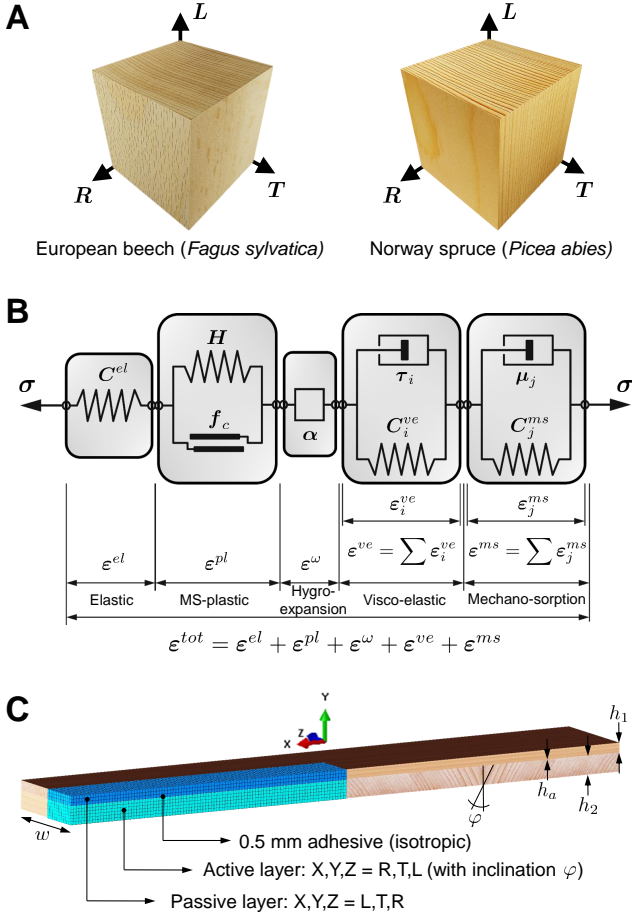 A
L
L
R
T
R
T
European beech (Fagus sylvatica)
Norway spruce (Picea abies)
B
H
C^{el}
τ_i
μ_j
σ
σ
f_c
α
C_i^{ve}
C_j^{ms}
ε_i^{ve}
ε_j^{ms}
ε^{el}
ε^{pl}
ε^ω
ε^{ve} = ∑ ε_i^{ve}
ε^{ms} = ∑ ε_j^{ms}
Elastic
MS-plastic
Hygro-
expansion
Visco-elastic
Mechano-sorption
ε^{tot} = ε^{el} + ε^{pl} + ε^ω + ε^{ve} + ε^{ms}
C
Y
Z
X
h_1
h_a
h_2
w
φ
0.5 mm adhesive (isotropic)
Active layer: X,Y,Z = R,T,L (with inclination φ)
Passive layer: X,Y,Z = L,T,R